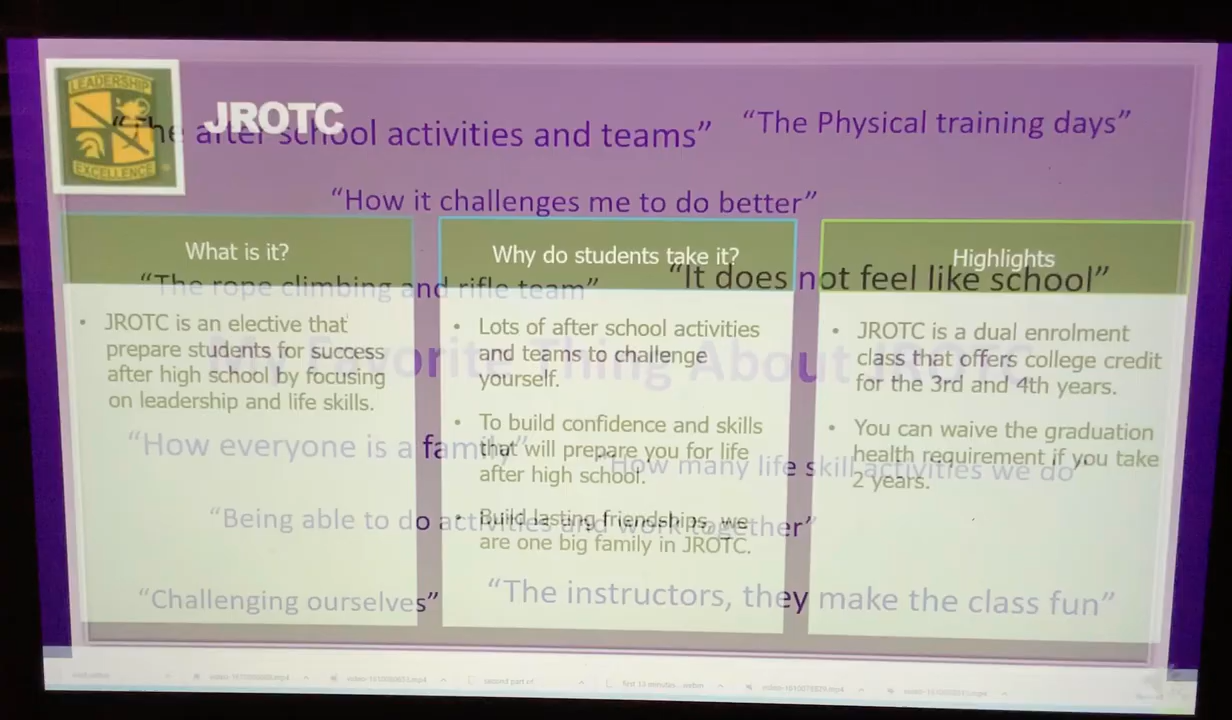 LEADERSHIP
EXCELLENCE
JROTC
“The after school activities and teams”
“The Physical training days”
“How it challenges me to do better”
What is it?
Why do students take it?
Highlights
“The rope climbing and rifle team”
“It does not feel like school”
My Favorite Thing About JROTC
• JROTC is an elective that
prepare students for success
after high school by focusing
on leadership and life skills.
• Lots of after school activities
and teams to challenge
yourself.
• To build confidence and skills
that will prepare you for life
after high school.
• Build lasting friendships, we
are one big family in JROTC.
• JROTC is a dual enrolment
class that offers college credit
for the 3rd and 4th years.
• You can waive the graduation
health requirement if you take
2 years.
“How everyone is a family”
“How many life skill activities we do”
“Being able to do activities and work together”
“Challenging ourselves”
“The instructors, they make the class fun”
second part of